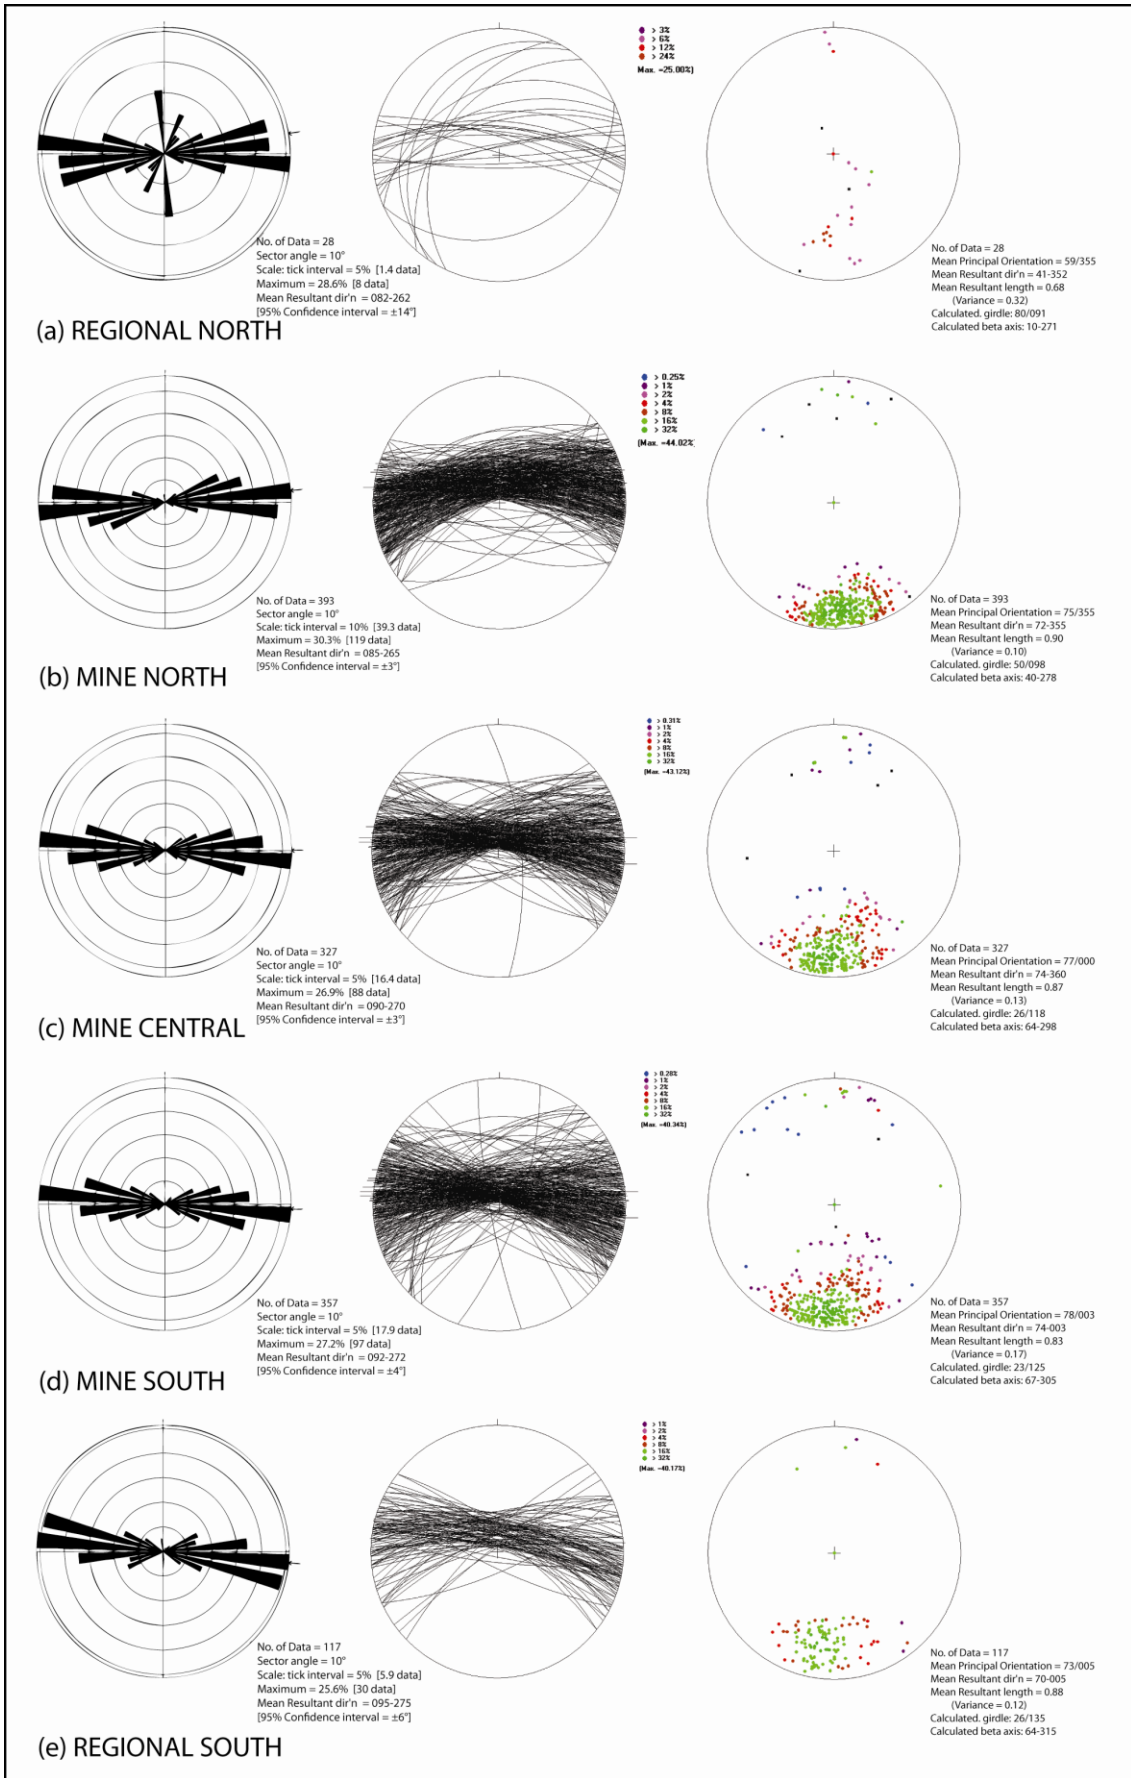 > 3%
> 6%
> 12%
> 24%
Max. =25.00%)
No. of Data = 28
Sector angle = 10°
Scale: tick interval = 5% [1.4 data]
Maximum = 28.6% [8 data]
Mean Resultant dir'n = 082-262
[95% Confidence interval = ±14°]
No. of Data = 28
Mean Principal Orientation = 59/355
Mean Resultant dir'n = 41-352
Mean Resultant length = 0.68
(Variance = 0.32)
Calculated. girdle: 80/091
Calculated beta axis: 10-271
(a) REGIONAL NORTH
> 0.25%
> 1%
> 2%
> 4%
> 8%
> 16%
> 32%
(Max. =44.02%)
No. of Data = 393
Sector angle = 10°
Scale: tick interval = 10% [39.3 data]
Maximum = 30.3% [119 data]
Mean Resultant dir'n = 085-265
[95% Confidence interval = ±3°]
No. of Data = 393
Mean Principal Orientation = 75/355
Mean Resultant dir'n = 72-355
Mean Resultant length = 0.90
(Variance = 0.10)
Calculated. girdle: 50/098
Calculated beta axis: 40-278
(b) MINE NORTH
> 0.31%
> 1%
> 2%
> 4%
> 8%
> 16%
> 32%
(Max. =43.12%)
No. of Data = 327
Sector angle = 10°
Scale: tick interval = 5% [16.4 data]
Maximum = 26.9% [88 data]
Mean Resultant dir'n = 090-270
[95% Confidence interval = ±3°]
No. of Data = 327
Mean Principal Orientation = 77/000
Mean Resultant dir'n = 74-360
Mean Resultant length = 0.87
(Variance = 0.13)
Calculated. girdle: 26/118
Calculated beta axis: 64-298
(c) MINE CENTRAL
> 0.28%
> 1%
> 2%
> 4%
> 8%
> 16%
> 32%
(Max. =40.34%)
No. of Data = 357
Sector angle = 10°
Scale: tick interval = 5% [17.9 data]
Maximum = 27.2% [97 data]
Mean Resultant dir'n = 092-272
[95% Confidence interval = ±4°]
No. of Data = 357
Mean Principal Orientation = 78/003
Mean Resultant dir'n = 74-003
Mean Resultant length = 0.83
(Variance = 0.17)
Calculated. girdle: 23/125
Calculated beta axis: 67-305
(d) MINE SOUTH
> 1%
> 2%
> 4%
> 8%
> 16%
> 32%
(Max. =40.17%)
No. of Data = 117
Sector angle = 10°
Scale: tick interval = 5% [5.9 data]
Maximum = 25.6% [30 data]
Mean Resultant dir'n = 095-275
[95% Confidence interval = ±6°]
No. of Data = 117
Mean Principal Orientation = 73/005
Mean Resultant dir'n = 70-005
Mean Resultant length = 0.88
(Variance = 0.12)
Calculated. girdle: 26/135
Calculated beta axis: 64-315
(e) REGIONAL SOUTH